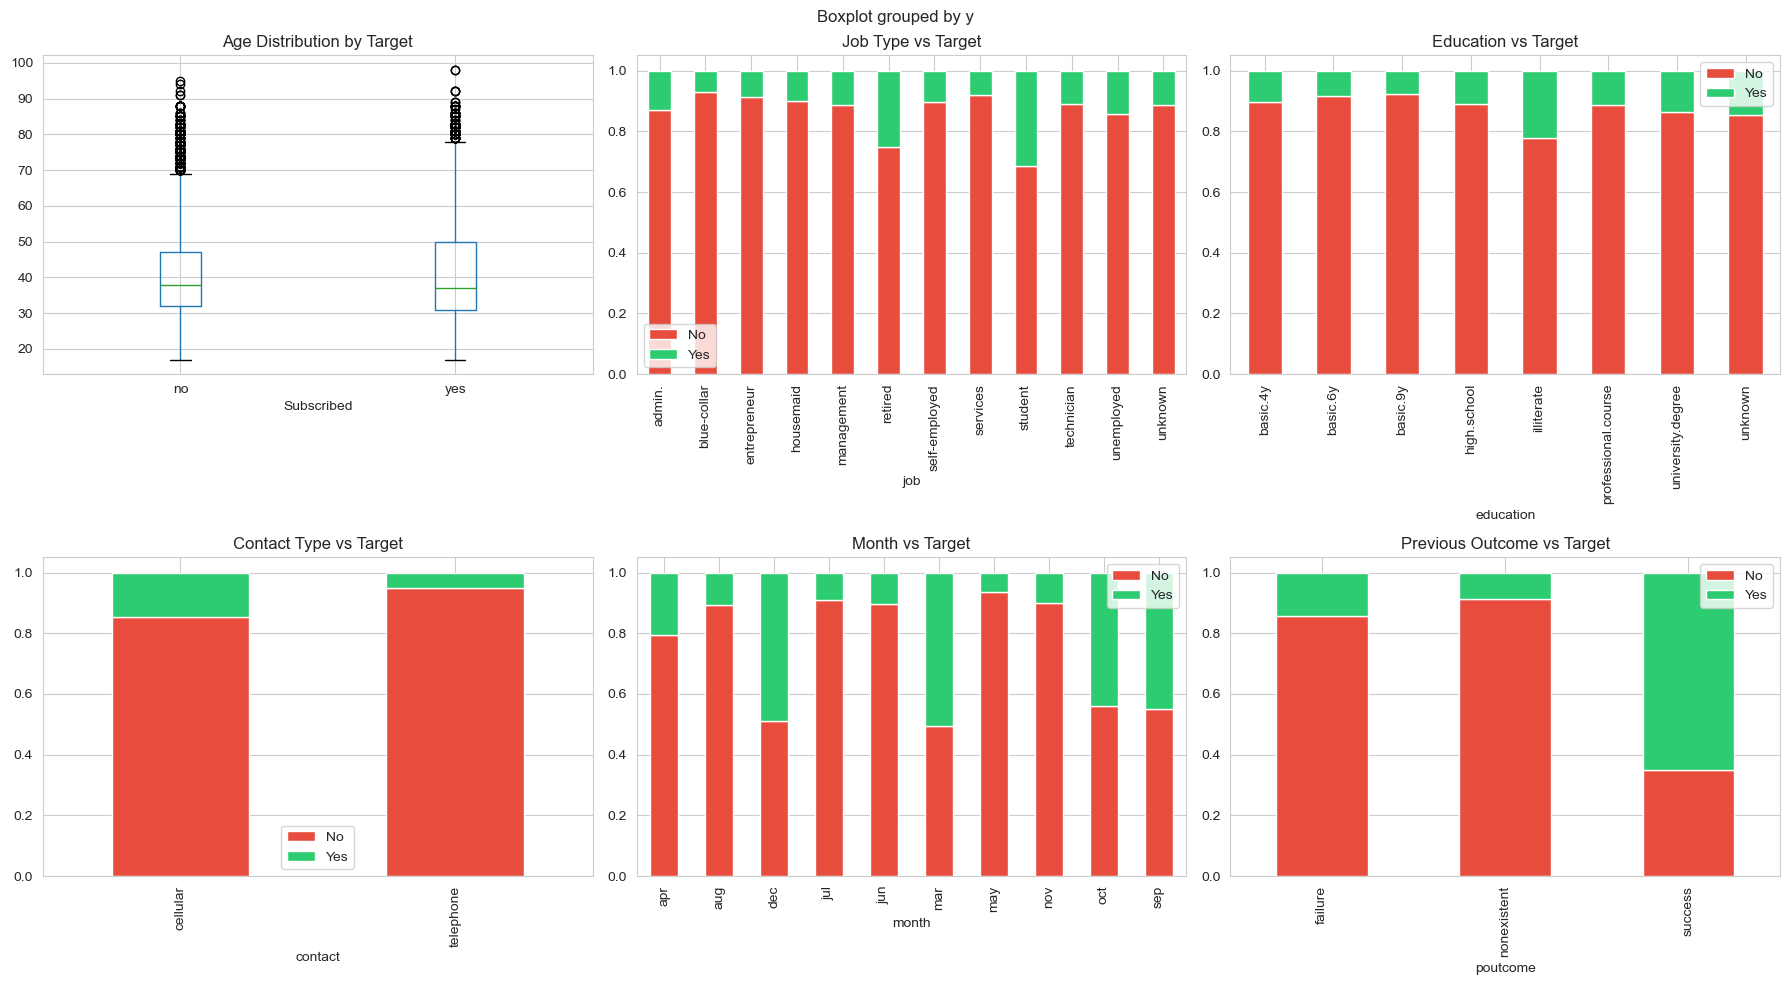 Boxplot grouped by y
Age Distribution by Target
100
90
80
70
60
50
40
30
20
no
yes
Subscribed
Job Type vs Target
1.0
0.8
0.6
0.4
0.2
0.0
No
Yes
admin.
blue-collar
entrepreneur
housemaid
management
retired
self-employed
services
student
technician
unemployed
unknown
job
Education vs Target
1.0
0.8
0.6
0.4
0.2
0.0
No
Yes
basic.4y
basic.6y
basic.9y
high.school
illiterate
professional.course
university.degree
unknown
education
Contact Type vs Target
1.0
0.8
0.6
0.4
0.2
0.0
No
Yes
cellular
telephone
contact
Month vs Target
1.0
0.8
0.6
0.4
0.2
0.0
No
Yes
apr
aug
dec
jul
jun
mar
may
nov
oct
sep
month
Previous Outcome vs Target
1.0
0.8
0.6
0.4
0.2
0.0
No
Yes
failure
nonexistent
success
poutcome